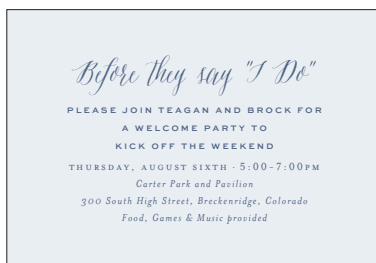 Before they say "I Do"
PLEASE JOIN TEAGAN AND BROCK FOR
A WELCOME PARTY TO
KICK OFF THE WEEKEND
THURSDAY, AUGUST SIXTH · 5:00-7:00PM
Carter Park and Pavilion
300 South High Street, Breckenridge, Colorado
Food, Games & Music provided